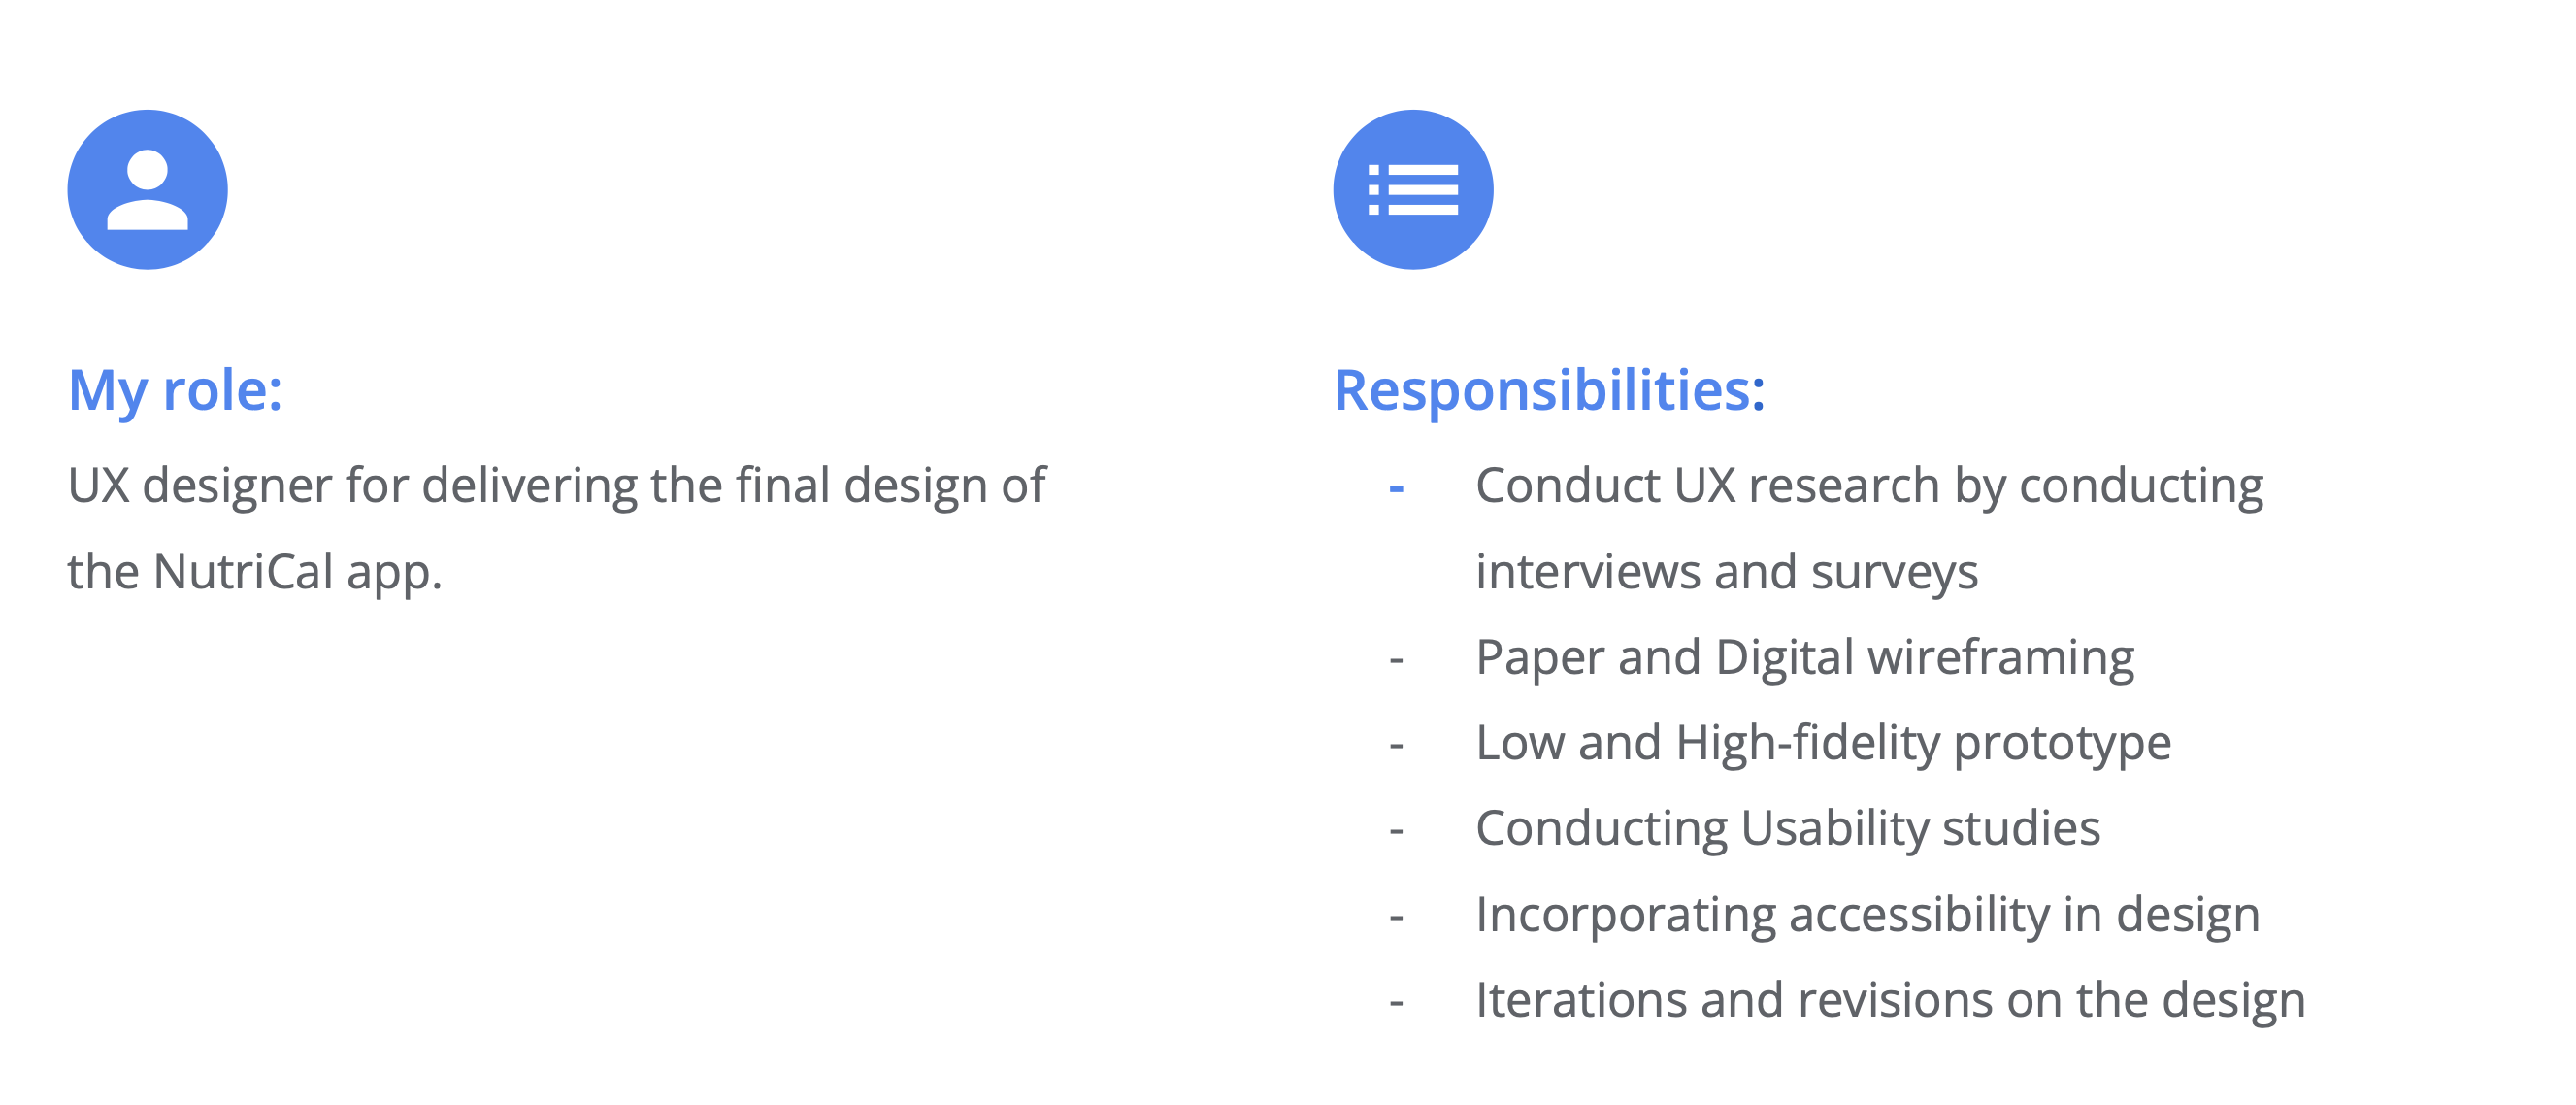 My role:
UX designer for delivering the final design of
the NutriCal app.
Responsibilities:
- Conduct UX research by conducting
interviews and surveys
- Paper and Digital wireframing
- Low and High-fidelity prototype
- Conducting Usability studies
- Incorporating accessibility in design
- Iterations and revisions on the design